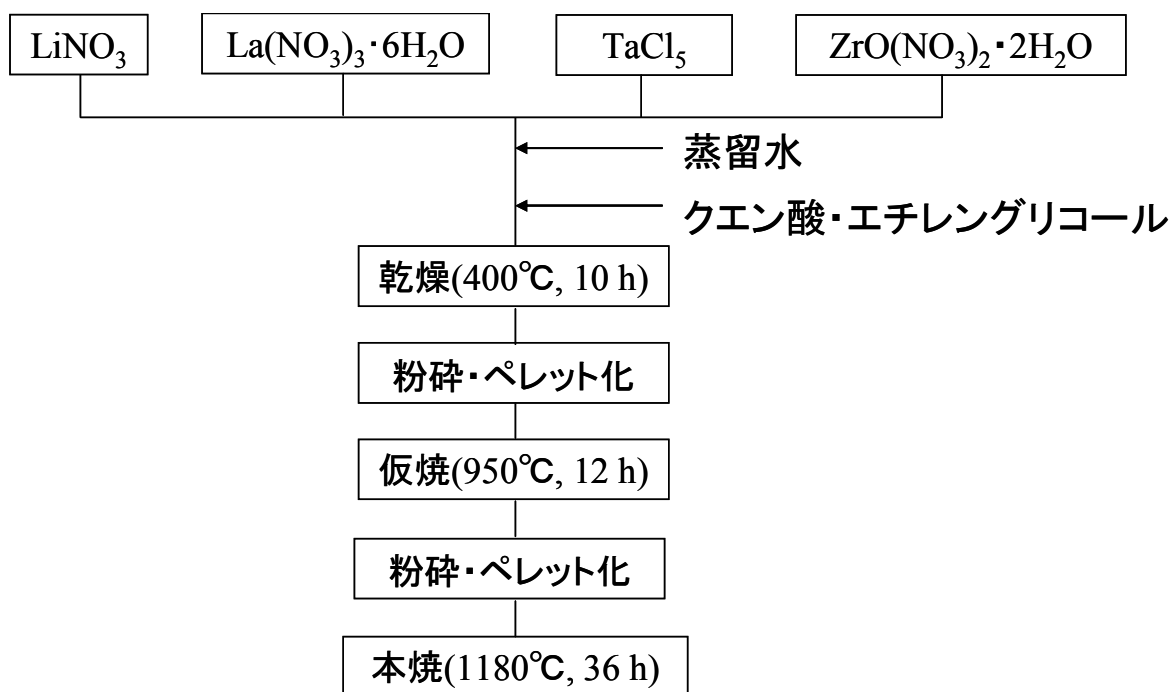 LiNO₃
La(NO₃)₃・6H₂O
TaCl₅
ZrO(NO₃)₂・2H₂O
蒸留水
クエン酸・エチレングリコール
乾燥(400℃, 10 h)
粉砕・ペレット化
仮焼(950℃, 12 h)
粉砕・ペレット化
本焼(1180℃, 36 h)